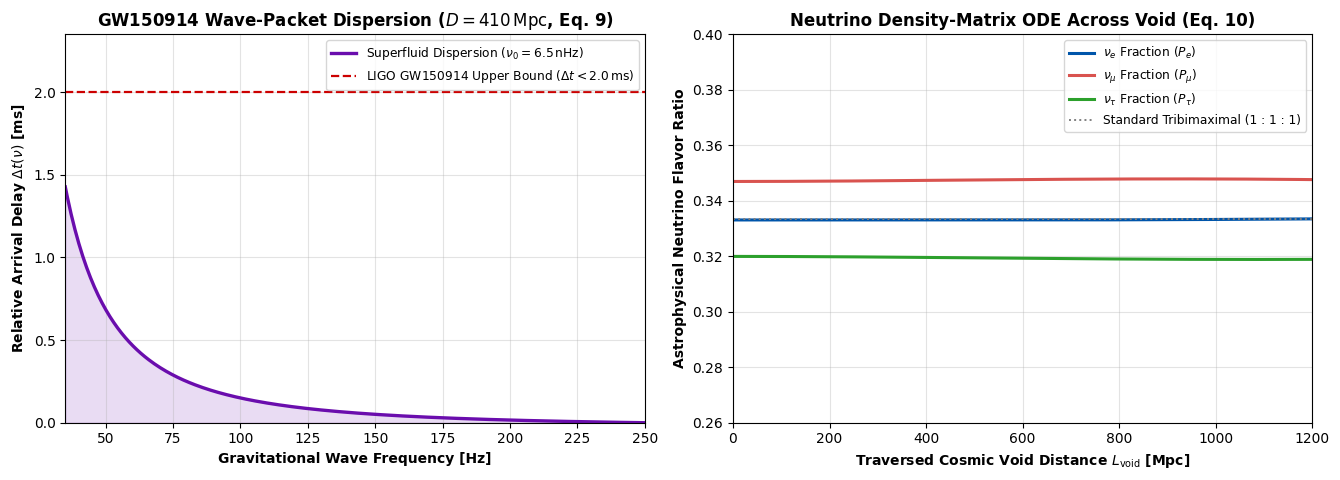 GW150914 Wave-Packet Dispersion (D = 410 Mpc, Eq. 9)
Superfluid Dispersion (ν₀ = 6.5 nHz)
LIGO GW150914 Upper Bound (Δt < 2.0 ms)
Relative Arrival Delay Δt(ν) [ms]
2.0
1.5
1.0
0.5
0.0
50 75 100 125 150 175 200 225 250
Gravitational Wave Frequency [Hz]
Neutrino Density-Matrix ODE Across Void (Eq. 10)
νₑ Fraction (Pₑ)
ν_μ Fraction (P_μ)
ν_τ Fraction (P_τ)
Standard Tribimaximal (1 : 1 : 1)
Astrophysical Neutrino Flavor Ratio
0.40
0.38
0.36
0.34
0.32
0.30
0.28
0.26
0 200 400 600 800 1000 1200
Traversed Cosmic Void Distance L_void [Mpc]